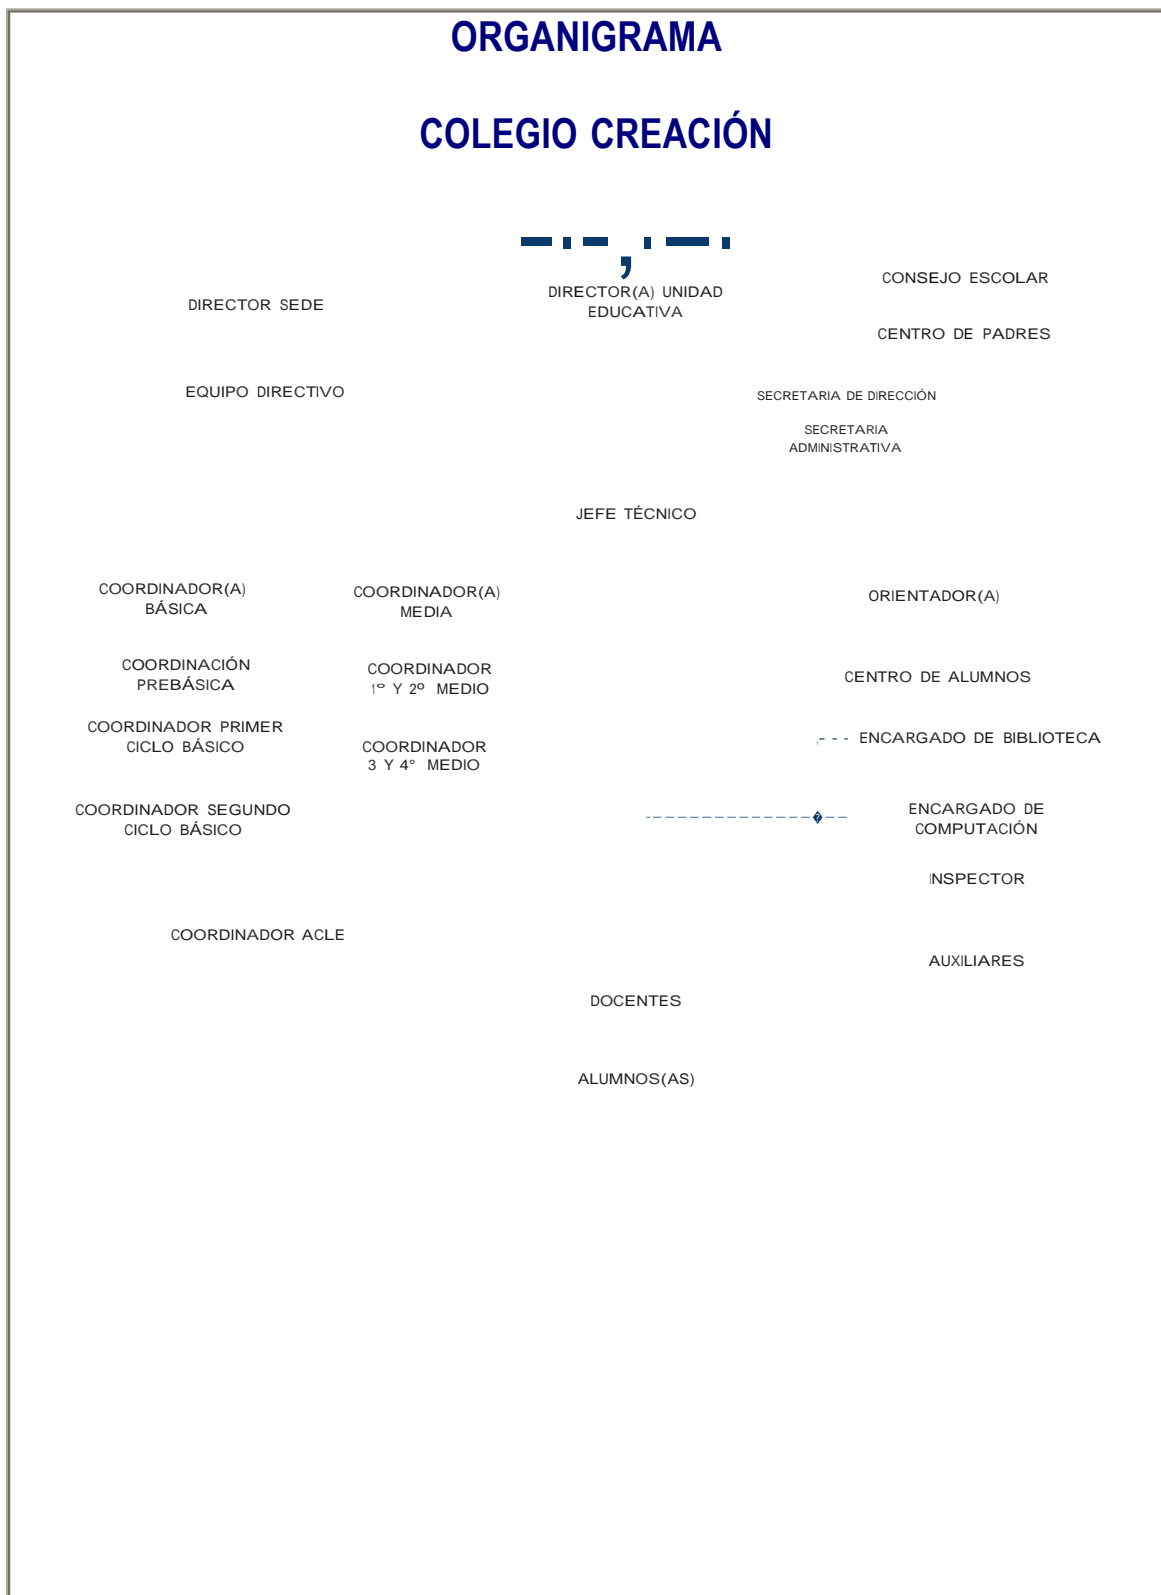 ORGANIGRAMA
COLEGIO CREACIÓN
DIRECTOR SEDE
DIRECTOR(A) UNIDAD
EDUCATIVA
CONSEJO ESCOLAR
CENTRO DE PADRES
EQUIPO DIRECTIVO
SECRETARIA DE DIRECCIÓN
SECRETARIA
ADMINISTRATIVA
JEFE TÉCNICO
COORDINADOR(A)
BÁSICA
COORDINADOR(A)
MEDIA
ORIENTADOR(A)
COORDINACIÓN
PREBÁSICA
COORDINADOR
1º Y 2º MEDIO
CENTRO DE ALUMNOS
COORDINADOR PRIMER
CICLO BÁSICO
COORDINADOR
3 Y 4° MEDIO
ENCARGADO DE BIBLIOTECA
COORDINADOR SEGUNDO
CICLO BÁSICO
ENCARGADO DE
COMPUTACIÓN
INSPECTOR
COORDINADOR ACLE
AUXILIARES
DOCENTES
ALUMNOS(AS)